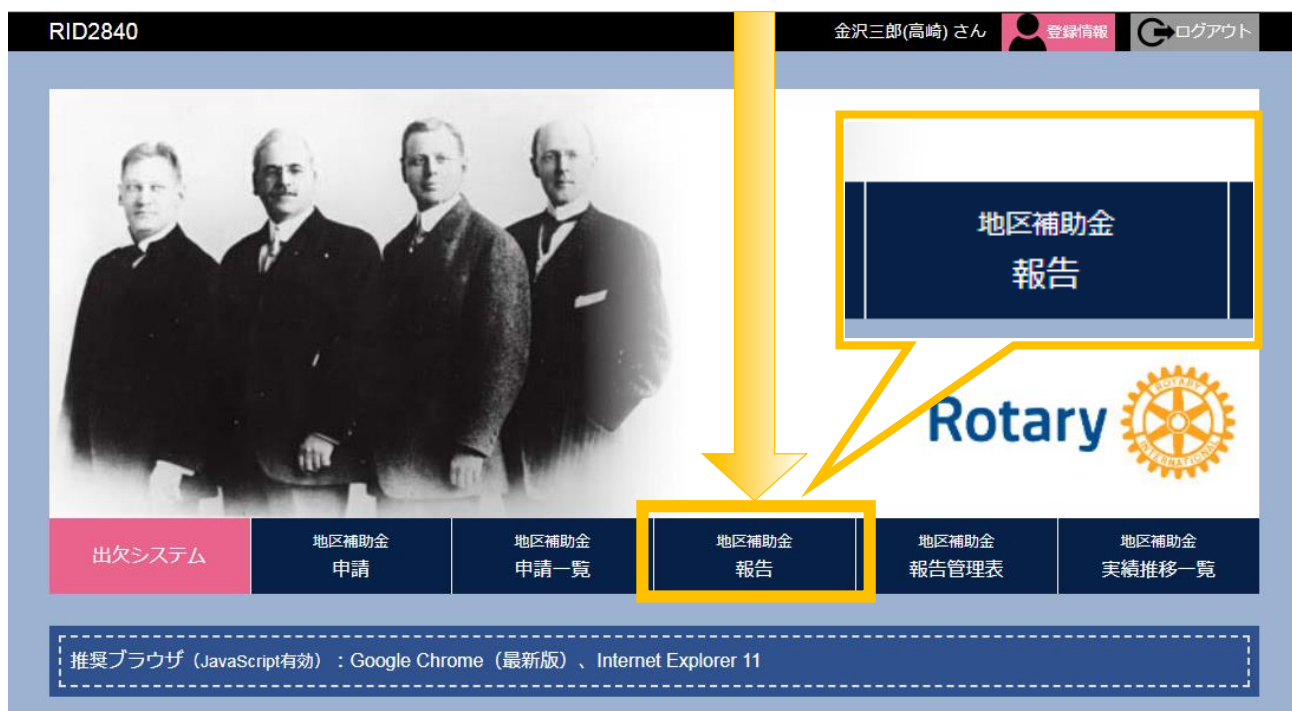 RID2840
金沢三郎(高崎) さん
登録情報
ログアウト
地区補助金
報告
Rotary
ROTARY
INTERNATIONAL
出欠システム
地区補助金
申請
地区補助金
申請一覧
地区補助金
報告
地区補助金
報告管理表
地区補助金
実績推移一覧
推奨ブラウザ（JavaScript有効）：Google Chrome（最新版）、Internet Explorer 11